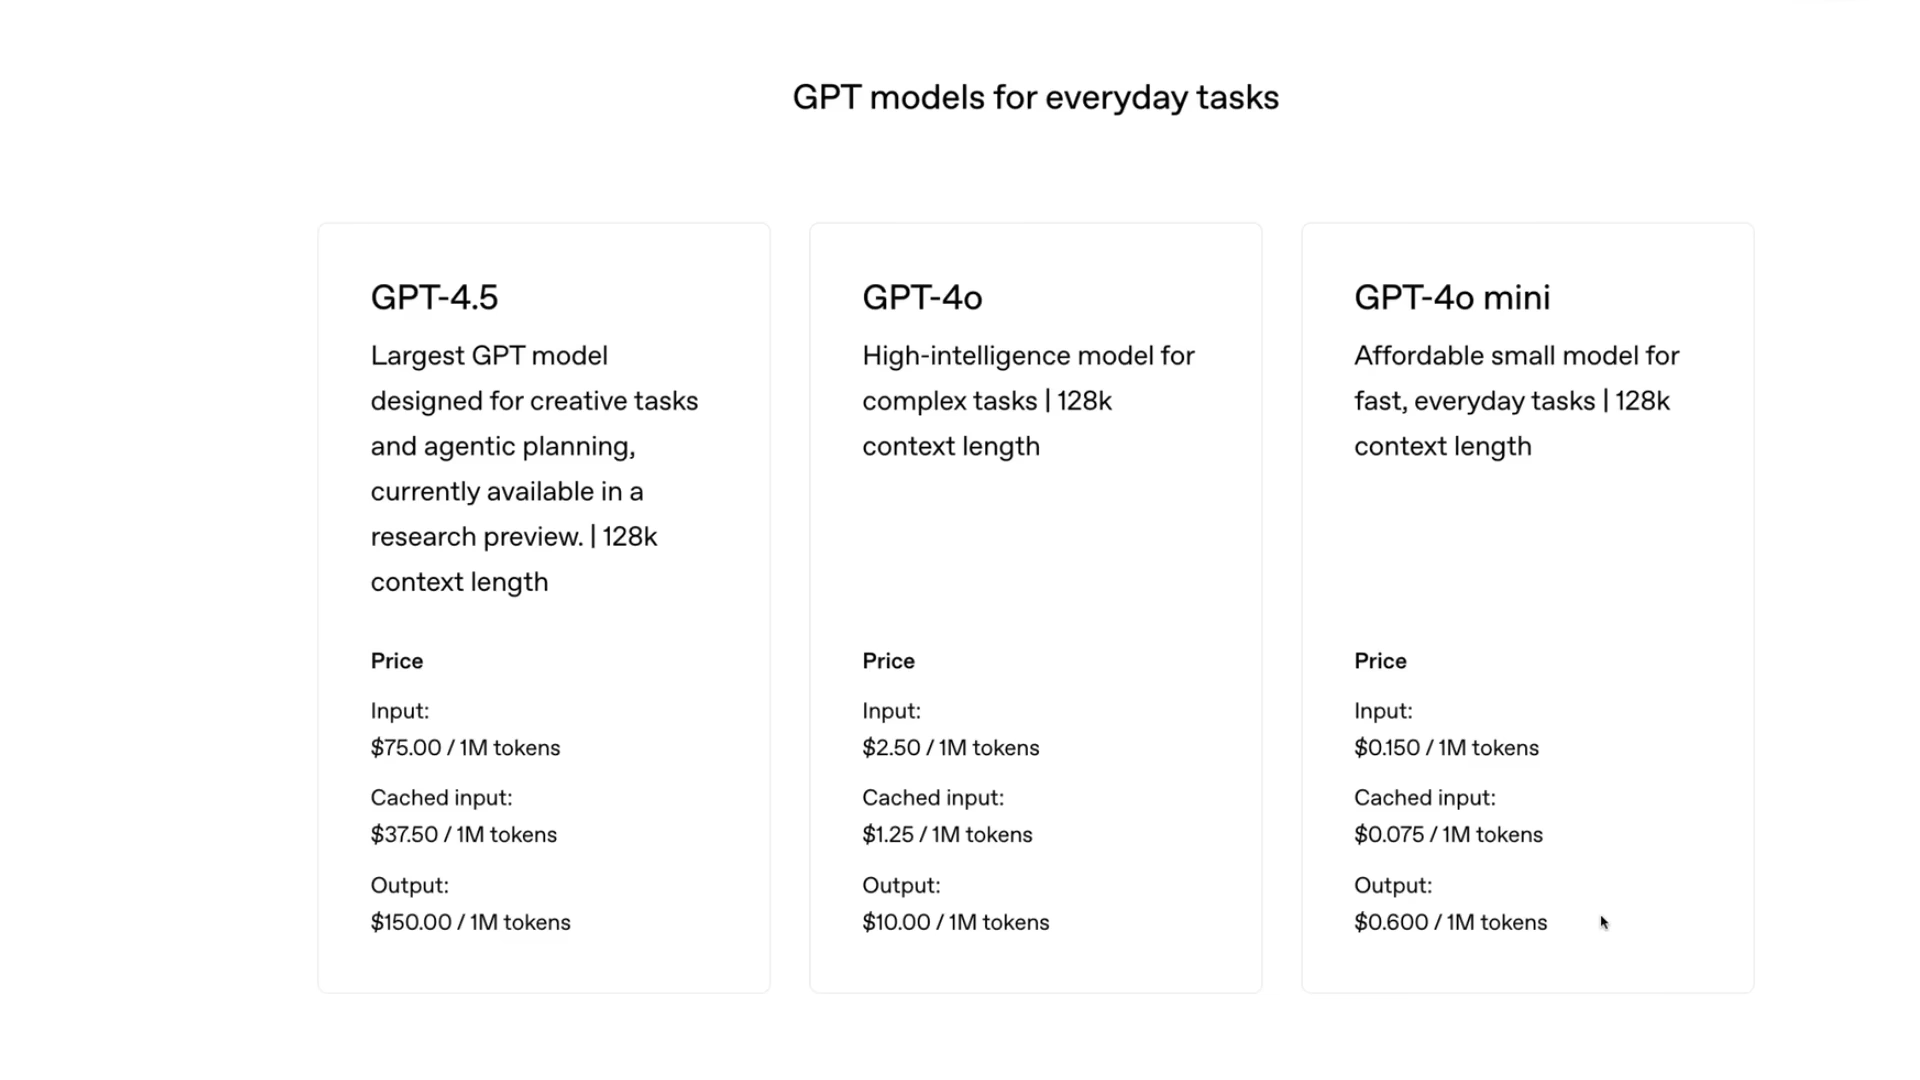 GPT models for everyday tasks
GPT-4.5
Largest GPT model
designed for creative tasks
and agentic planning,
currently available in a
research preview. | 128k
context length
Price
Input:
$75.00 / 1M tokens
Cached input:
$37.50 / 1M tokens
Output:
$150.00 / 1M tokens
GPT-4o
High-intelligence model for
complex tasks | 128k
context length
Price
Input:
$2.50 / 1M tokens
Cached input:
$1.25 / 1M tokens
Output:
$10.00 / 1M tokens
GPT-4o mini
Affordable small model for
fast, everyday tasks | 128k
context length
Price
Input:
$0.150 / 1M tokens
Cached input:
$0.075 / 1M tokens
Output:
$0.600 / 1M tokens